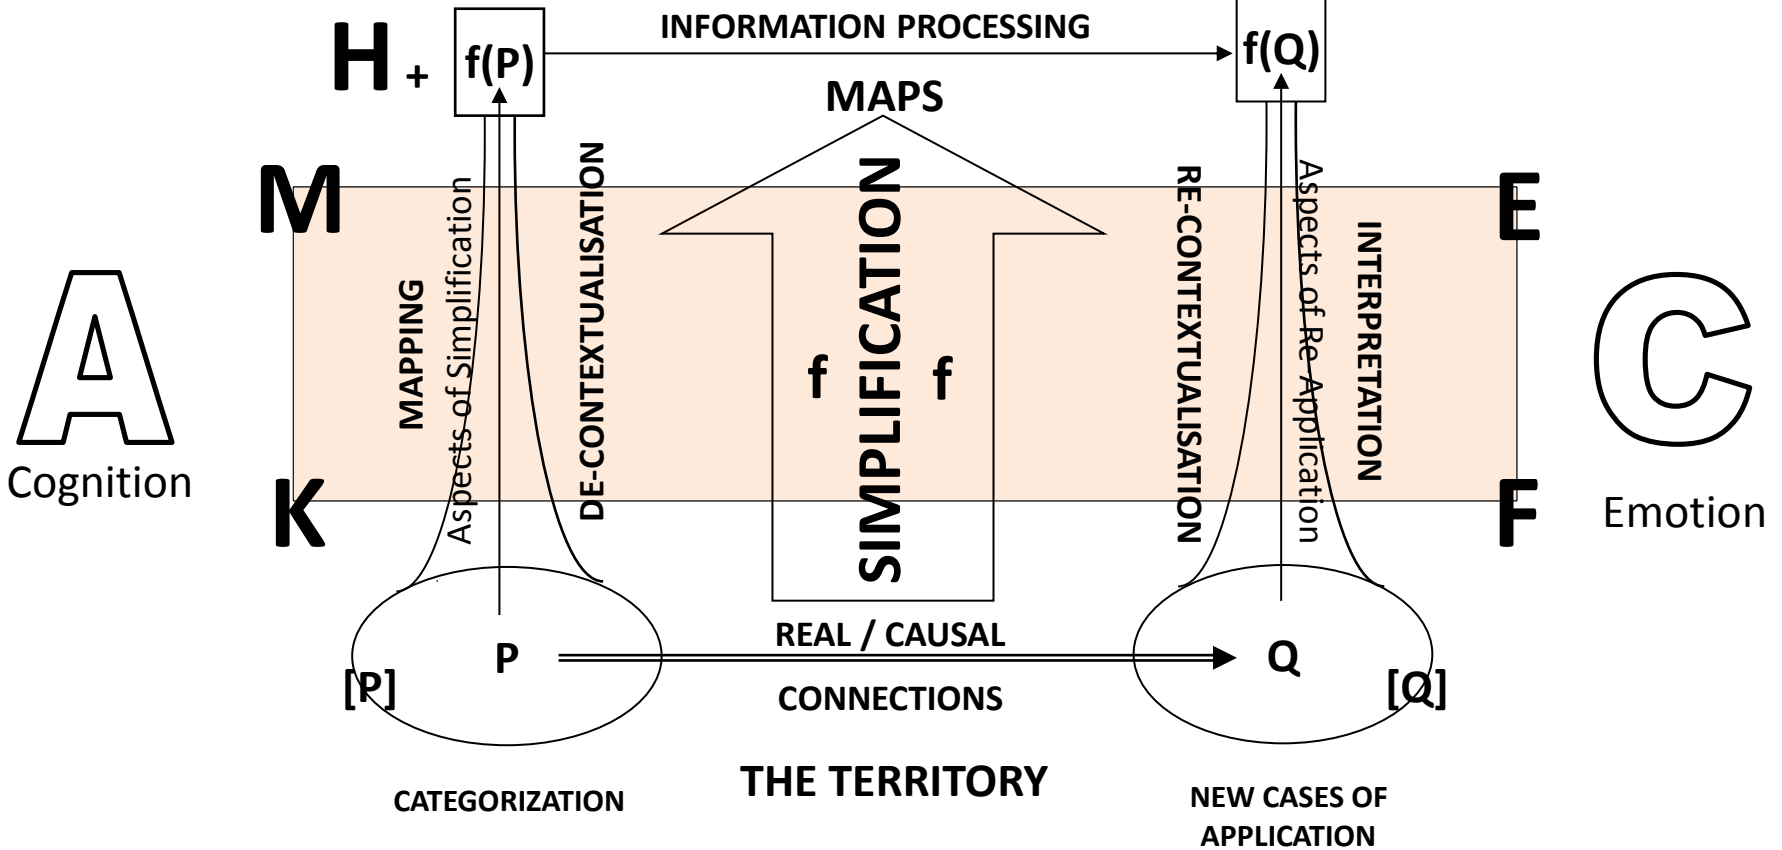 INFORMATION PROCESSING
H +
f(P)
f(Q)
MAPS
M
E
MAPPING
Aspects of Simplification
DE-CONTEXTUALISATION
f
SIMPLIFICATION
f
RE-CONTEXTUALISATION
Aspects of Re-Application
INTERPRETATION
A
Cognition
C
Emotion
K
F
REAL / CAUSAL
P
Q
[P]
[Q]
CONNECTIONS
THE TERRITORY
CATEGORIZATION
NEW CASES OF
APPLICATION